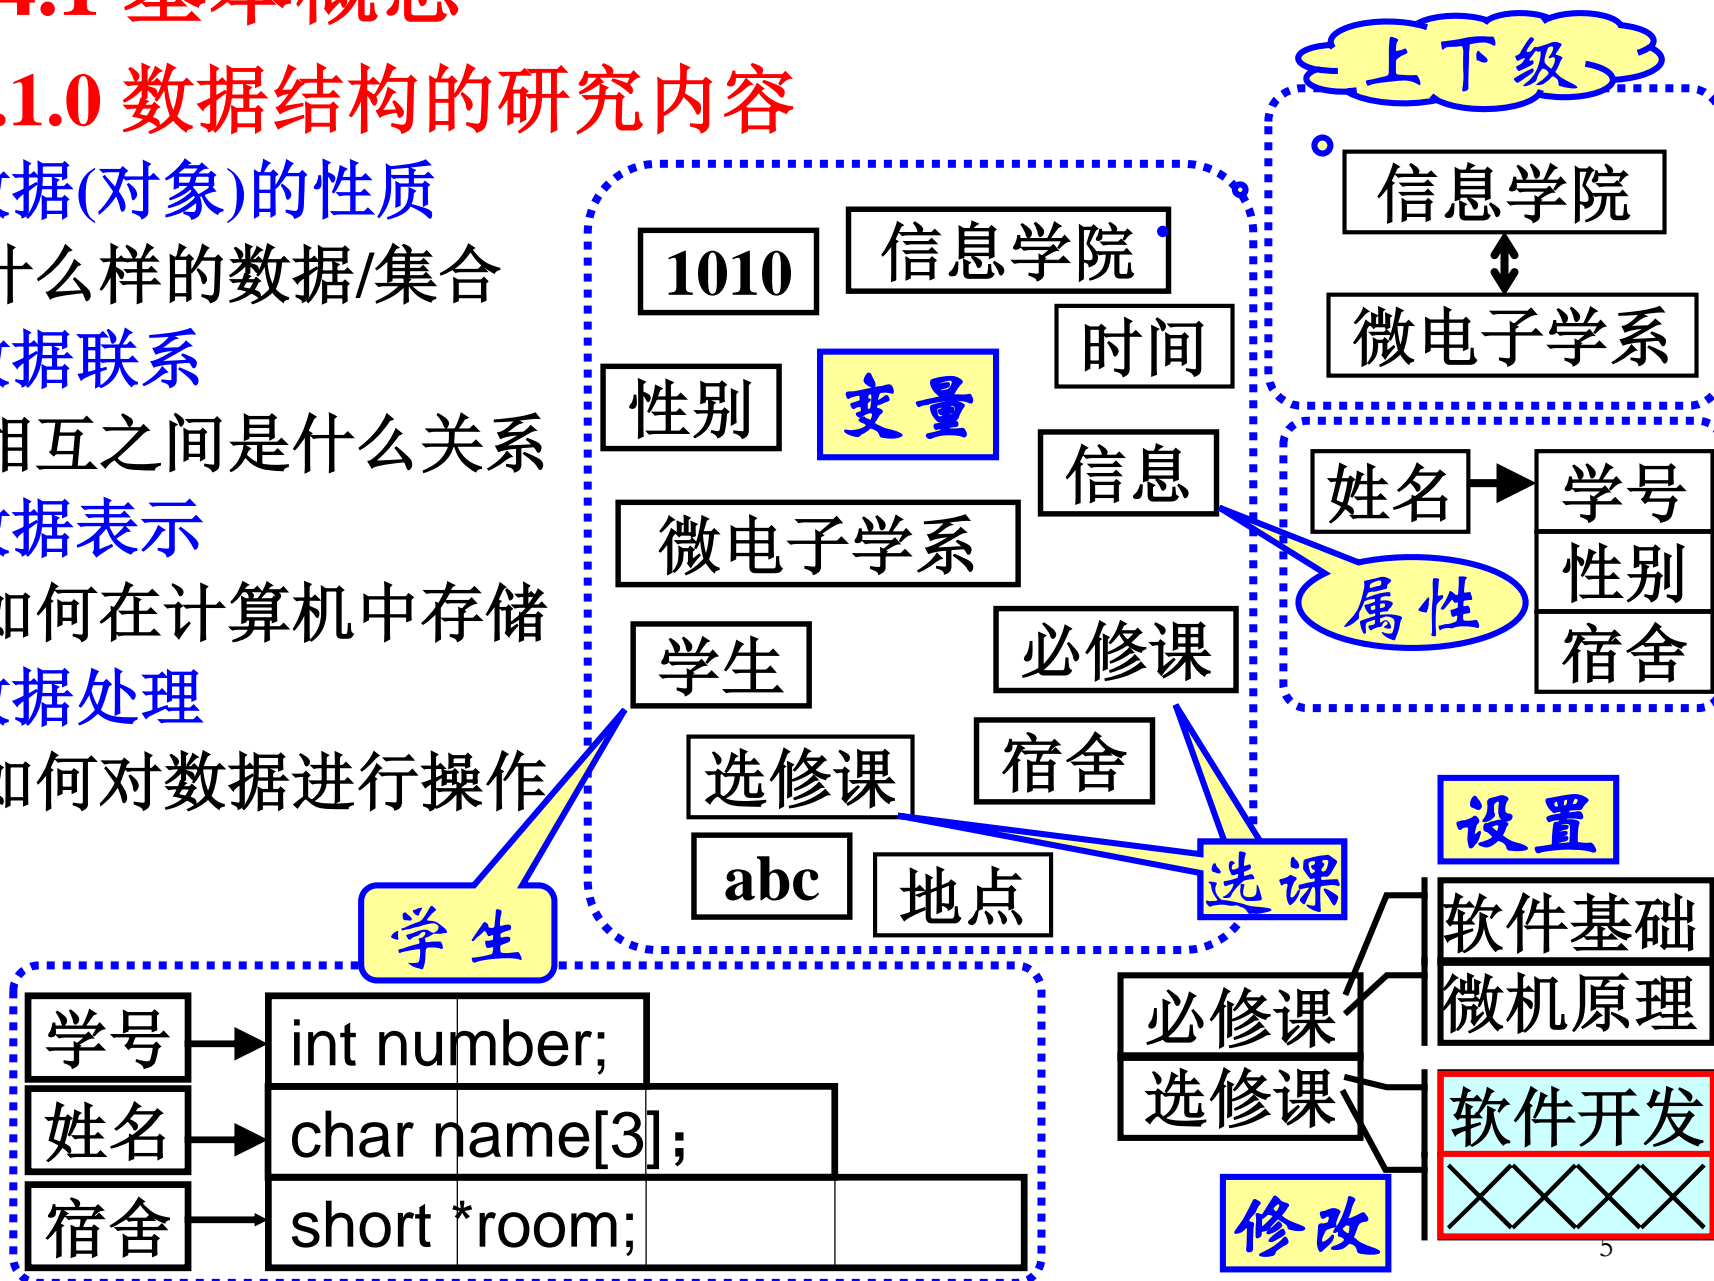 4.1 基本概念
.1.0 数据结构的研究内容
数据(对象)的性质
什么样的数据/集合
数据联系
相互之间是什么关系
数据表示
如何在计算机中存储
数据处理
如何对数据进行操作
1010
信息学院
时间
性别
变量
信息
微电子学系
学生
必修课
选修课
宿舍
abc
地点
上下级
信息学院
微电子学系
姓名
学号
性别
宿舍
属性
选课
设置
软件基础
微机原理
必修课
选修课
软件开发
╳╳╳╳
修改
学生
学号
int number;
姓名
char name[3];
宿舍
short *room;
5